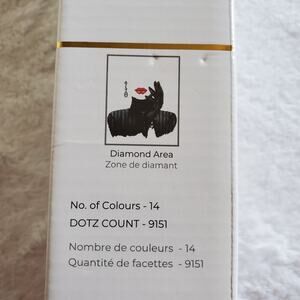 Diamond Area
Zone de diamant
No. of Colours - 14
DOTZ COUNT - 9151
Nombre de couleurs - 14
Quantité de facettes - 9151